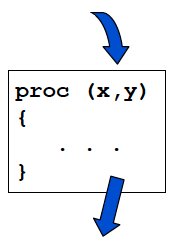 proc (x,y)
{
. . .
}